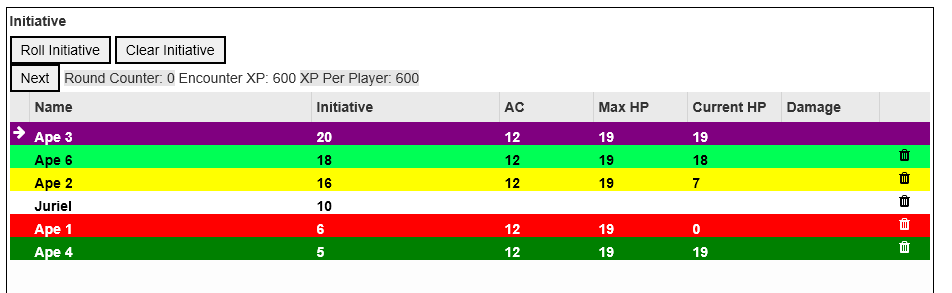 Initiative
Roll Initiative Clear Initiative
Next Round Counter: 0 Encounter XP: 600 XP Per Player: 600
Name Initiative AC Max HP Current HP Damage
Ape 3 20 12 19 19
Ape 6 18 12 19 18
Ape 2 16 12 19 7
Juriel 10
Ape 1 6 12 19 0
Ape 4 5 12 19 19